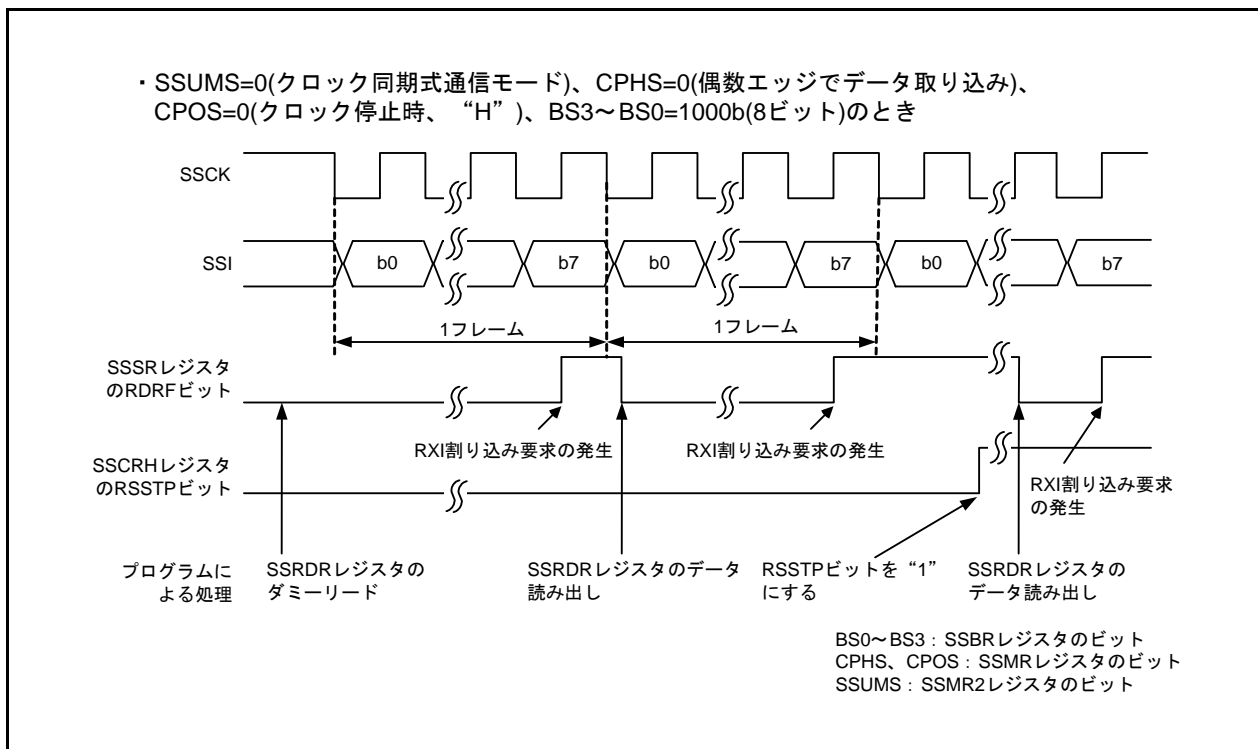 ・SSUMS=0(クロック同期式通信モード)、CPHS=0(偶数エッジでデータ取り込み)、
CPOS=0(クロック停止時、“H”)、BS3～BS0=1000b(8ビット)のとき
SSCK
SSI
b0
b7
b0
b7
b0
b7
1フレーム
1フレーム
SSSRレジスタ
のRDRFビット
RXI割り込み要求の発生
RXI割り込み要求の発生
SSCRHレジスタ
のRSSTPビット
RXI割り込み要求
の発生
プログラムに
よる処理
SSRDRレジスタの
ダミーリード
SSRDRレジスタのデータ
読み出し
RSSTPビットを“1”
にする
SSRDRレジスタの
データ読み出し
BS0～BS3：SSBRレジスタのビット
CPHS、CPOS：SSMRレジスタのビット
SSUMS：SSMR2レジスタのビット